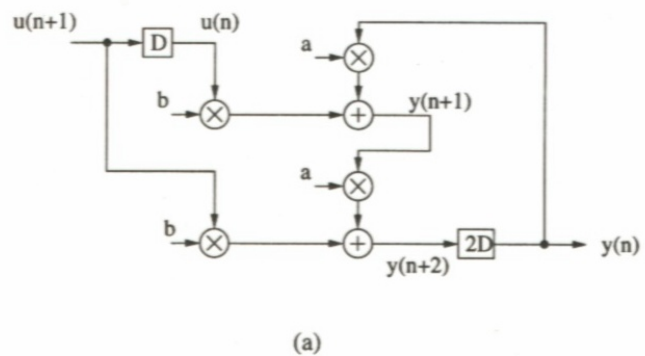 u(n+1)
D
u(n)
a
b
y(n+1)
a
b
2D
y(n+2)
y(n)
(a)